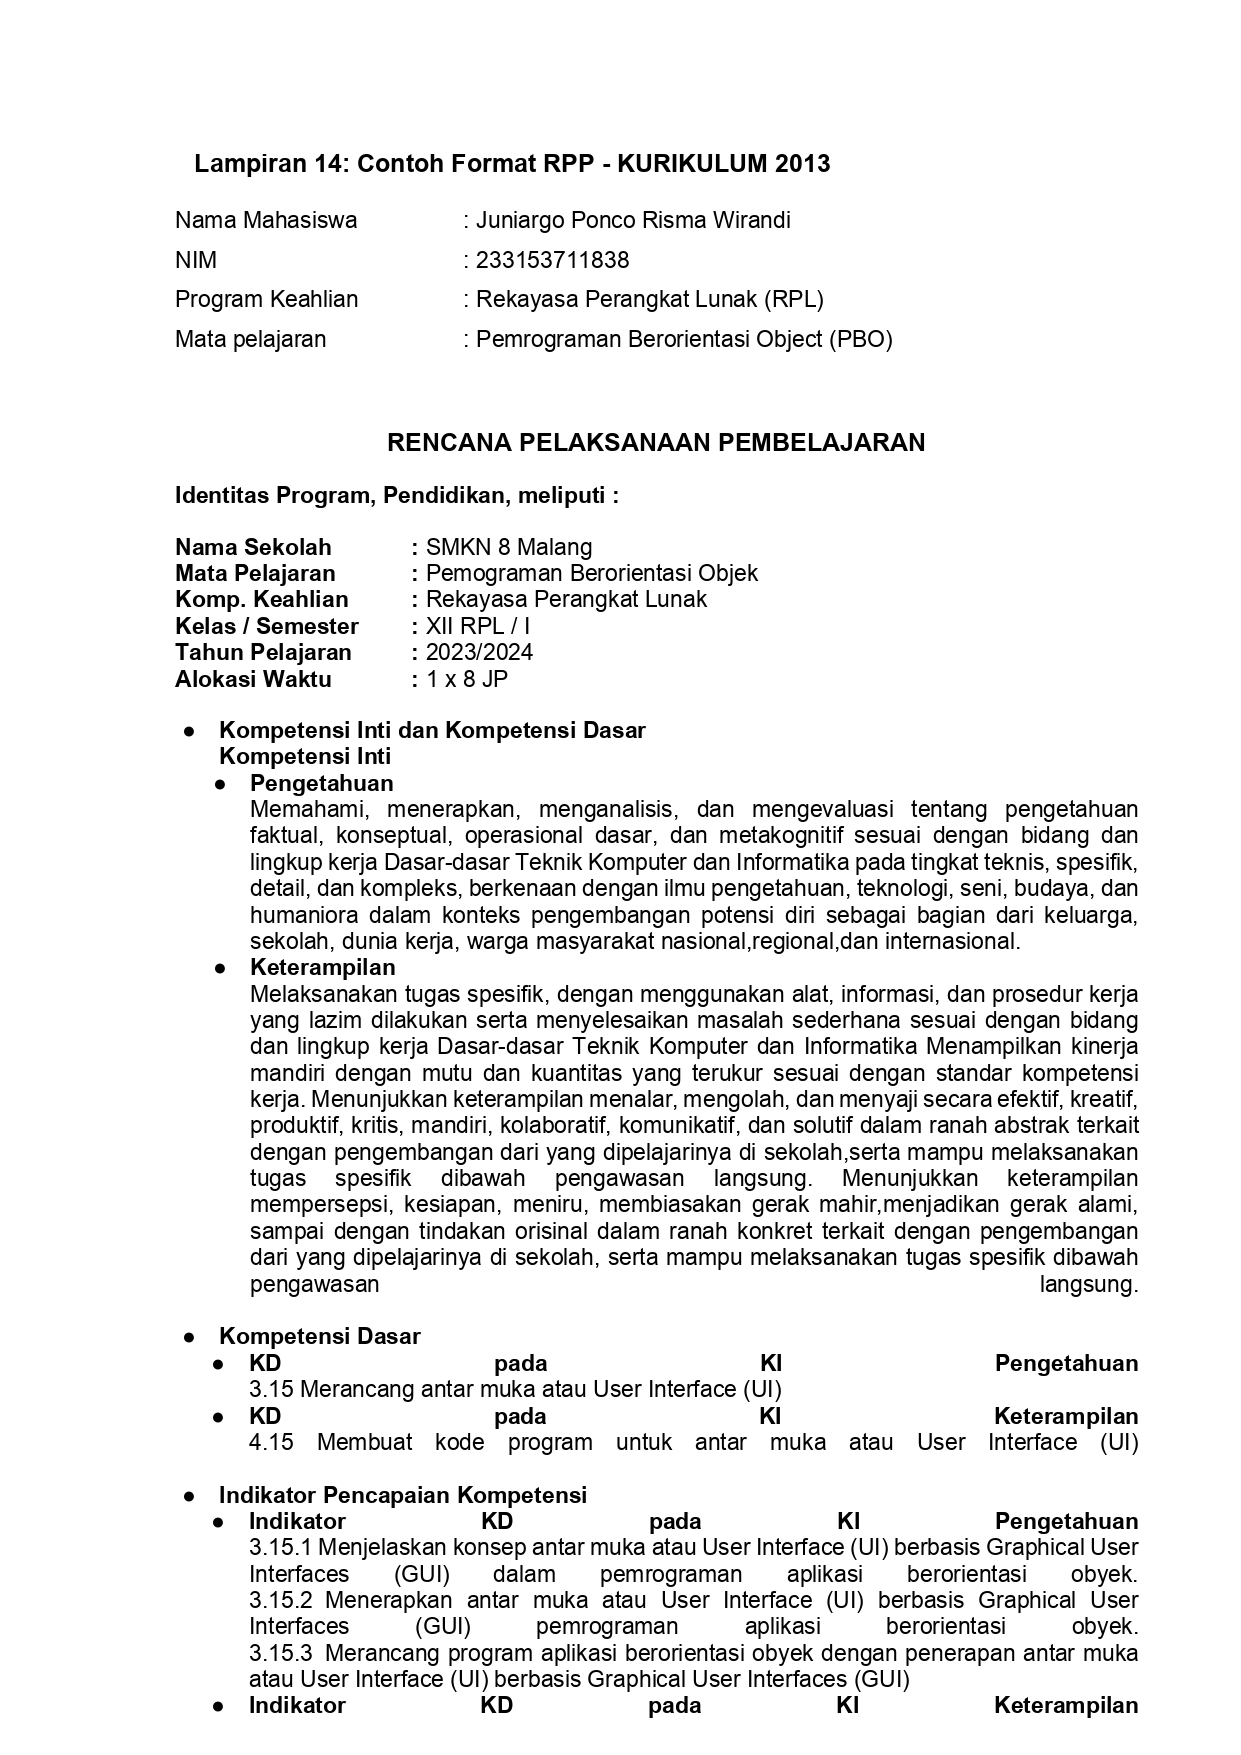 Lampiran 14: Contoh Format RPP - KURIKULUM 2013
Nama Mahasiswa : Juniargo Ponco Risma Wirandi
NIM : 233153711838
Program Keahlian : Rekayasa Perangkat Lunak (RPL)
Mata pelajaran : Pemrograman Berorientasi Object (PBO)
RENCANA PELAKSANAAN PEMBELAJARAN
Identitas Program, Pendidikan, meliputi :
Nama Sekolah : SMKN 8 Malang
Mata Pelajaran : Pemograman Berorientasi Objek
Komp. Keahlian : Rekayasa Perangkat Lunak
Kelas / Semester : XII RPL / I
Tahun Pelajaran : 2023/2024
Alokasi Waktu : 1 x 8 JP
● Kompetensi Inti dan Kompetensi Dasar
Kompetensi Inti
● Pengetahuan
Memahami, menerapkan, menganalisis, dan mengevaluasi tentang pengetahuan
faktual, konseptual, operasional dasar, dan metakognitif sesuai dengan bidang dan
lingkup kerja Dasar-dasar Teknik Komputer dan Informatika pada tingkat teknis, spesifik,
detail, dan kompleks, berkenaan dengan ilmu pengetahuan, teknologi, seni, budaya, dan
humaniora dalam konteks pengembangan potensi diri sebagai bagian dari keluarga,
sekolah, dunia kerja, warga masyarakat nasional,regional,dan internasional.
● Keterampilan
Melaksanakan tugas spesifik, dengan menggunakan alat, informasi, dan prosedur kerja
yang lazim dilakukan serta menyelesaikan masalah sederhana sesuai dengan bidang
dan lingkup kerja Dasar-dasar Teknik Komputer dan Informatika Menampilkan kinerja
mandiri dengan mutu dan kuantitas yang terukur sesuai dengan standar kompetensi
kerja. Menunjukkan keterampilan menalar, mengolah, dan menyaji secara efektif, kreatif,
produktif, kritis, mandiri, kolaboratif, komunikatif, dan solutif dalam ranah abstrak terkait
dengan pengembangan dari yang dipelajarinya di sekolah,serta mampu melaksanakan
tugas spesifik dibawah pengawasan langsung. Menunjukkan keterampilan
mempersepsi, kesiapan, meniru, membiasakan gerak mahir,menjadikan gerak alami,
sampai dengan tindakan orisinal dalam ranah konkret terkait dengan pengembangan
dari yang dipelajarinya di sekolah, serta mampu melaksanakan tugas spesifik dibawah
pengawasan langsung.
● Kompetensi Dasar
● KD pada KI Pengetahuan
3.15 Merancang antar muka atau User Interface (UI)
● KD pada KI Keterampilan
4.15 Membuat kode program untuk antar muka atau User Interface (UI)
● Indikator Pencapaian Kompetensi
● Indikator KD pada KI Pengetahuan
3.15.1 Menjelaskan konsep antar muka atau User Interface (UI) berbasis Graphical User
Interfaces (GUI) dalam pemrograman aplikasi berorientasi obyek.
3.15.2 Menerapkan antar muka atau User Interface (UI) berbasis Graphical User
Interfaces (GUI) pemrograman aplikasi berorientasi obyek.
3.15.3 Merancang program aplikasi berorientasi obyek dengan penerapan antar muka
atau User Interface (UI) berbasis Graphical User Interfaces (GUI)
● Indikator KD pada KI Keterampilan